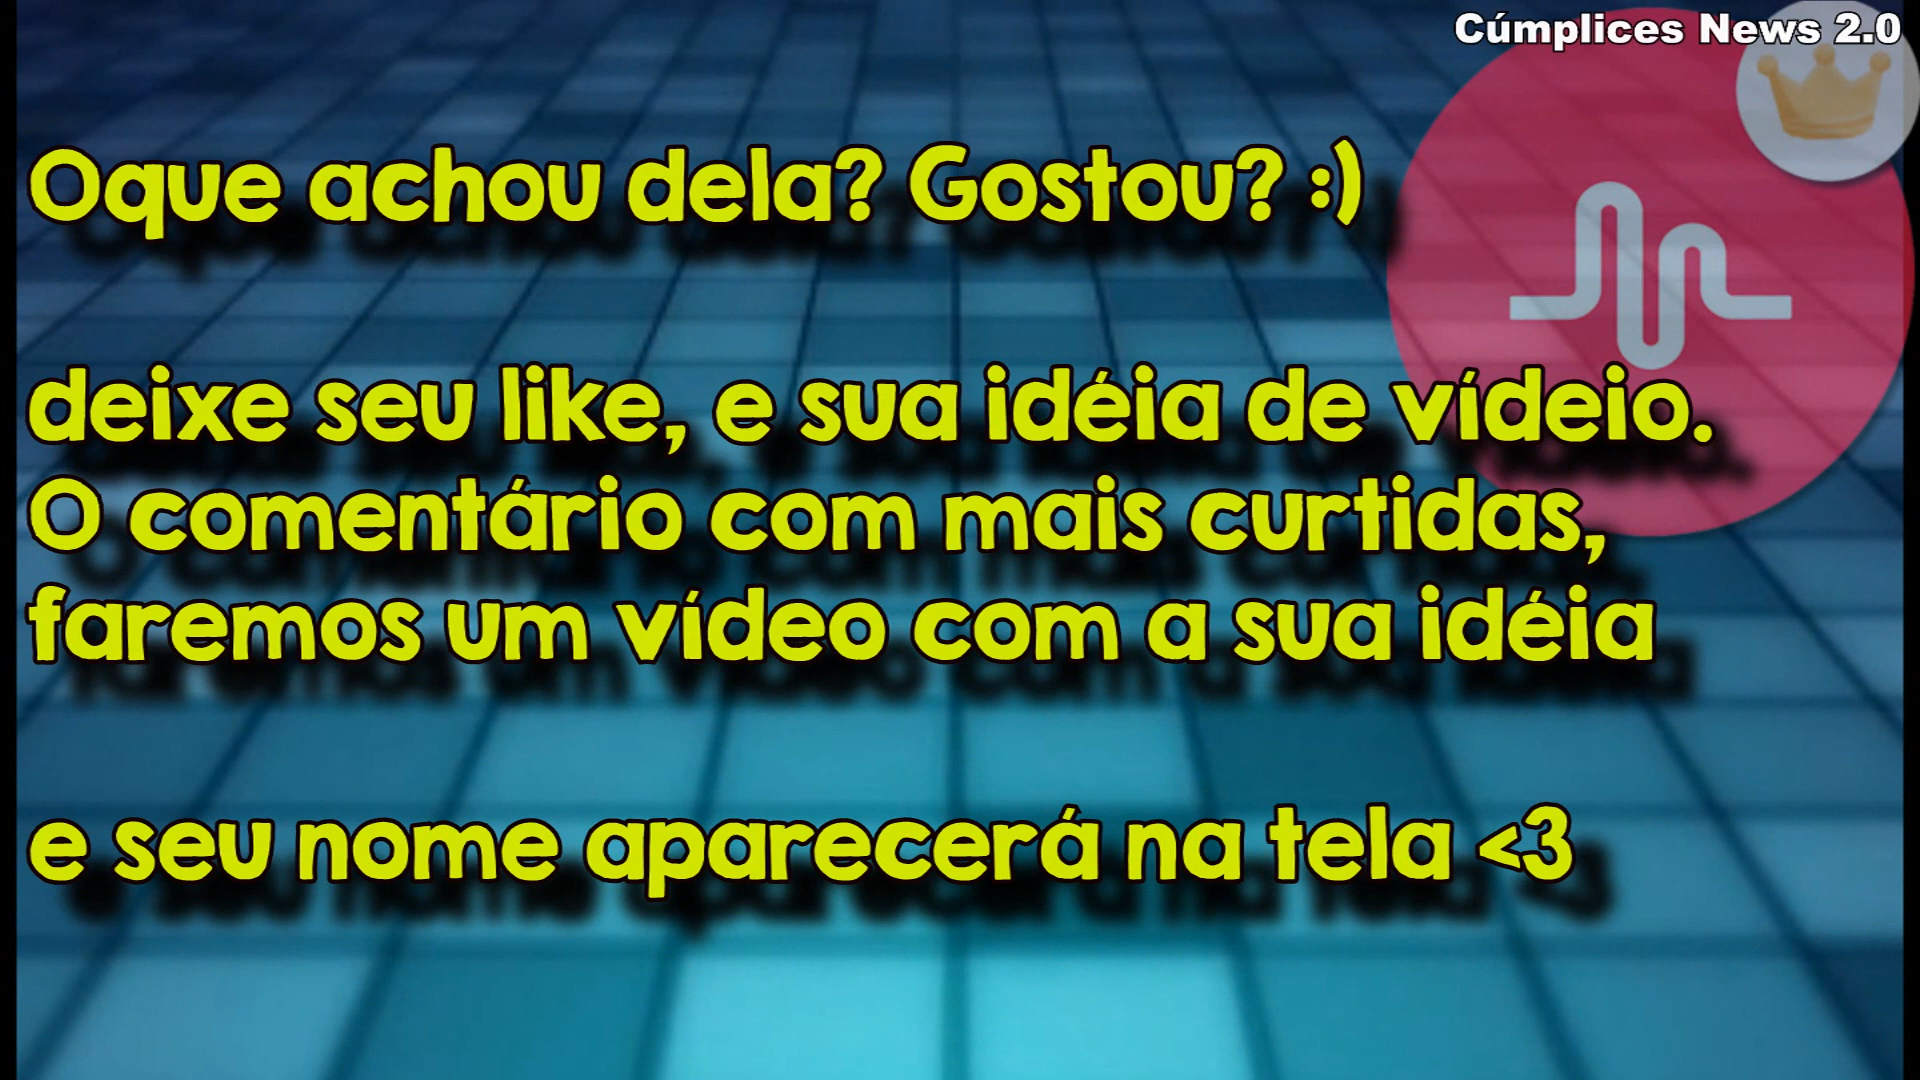 Cúmplices News 2.0
Oque achou dela? Gostou? :)
deixe seu like, e sua idéia de vídeio.
O comentário com mais curtidas,
faremos um vídeo com a sua idéia
e seu nome aparecerá na tela <3